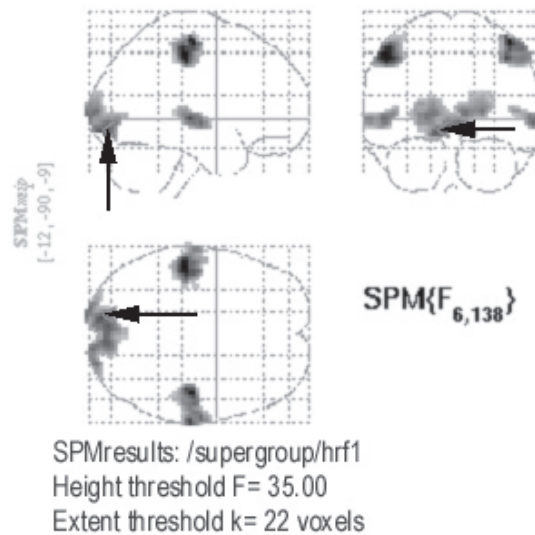 SPMmip
[-12, -90, -9]
SPM{F6,138}
SPMresults: /supergroup/hrf1
Height threshold F= 35.00
Extent threshold k= 22 voxels